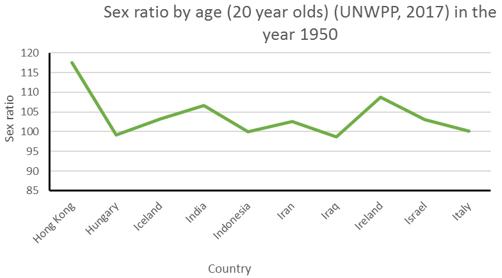 Sex ratio by age (20 year olds) (UNWPP, 2017) in the
year 1950
120
115
110
105
100
95
90
85
Sex ratio
Hong Kong
Hungary
Iceland
India
Indonesia
Iran
Iraq
Ireland
Israel
Italy
Country